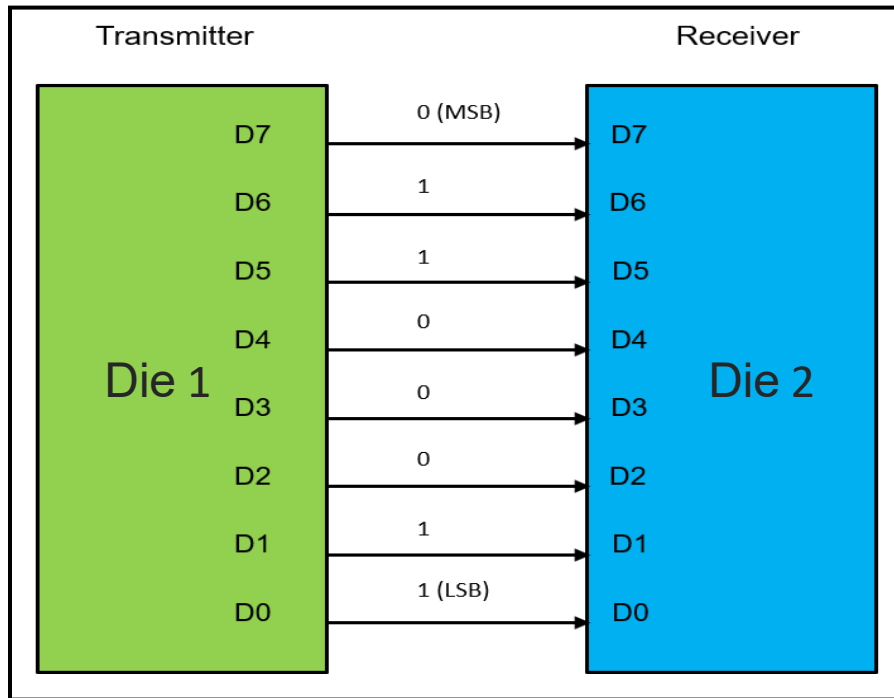 Transmitter Receiver
0 (MSB)
D7 D7
1
D6 D6
1
D5 D5
0
D4 D4
Die 1 Die 2
0
D3 D3
0
D2 D2
1
D1 D1
1 (LSB)
D0 D0